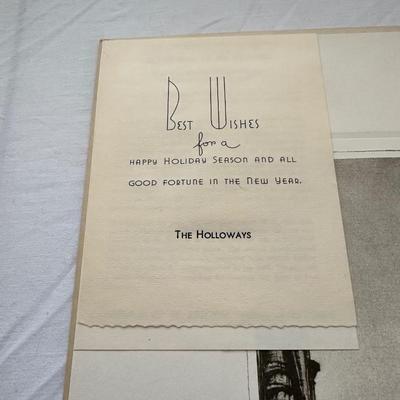 Best Wishes
for a
Happy Holiday Season and all
good fortune in the New Year.
The Holloways